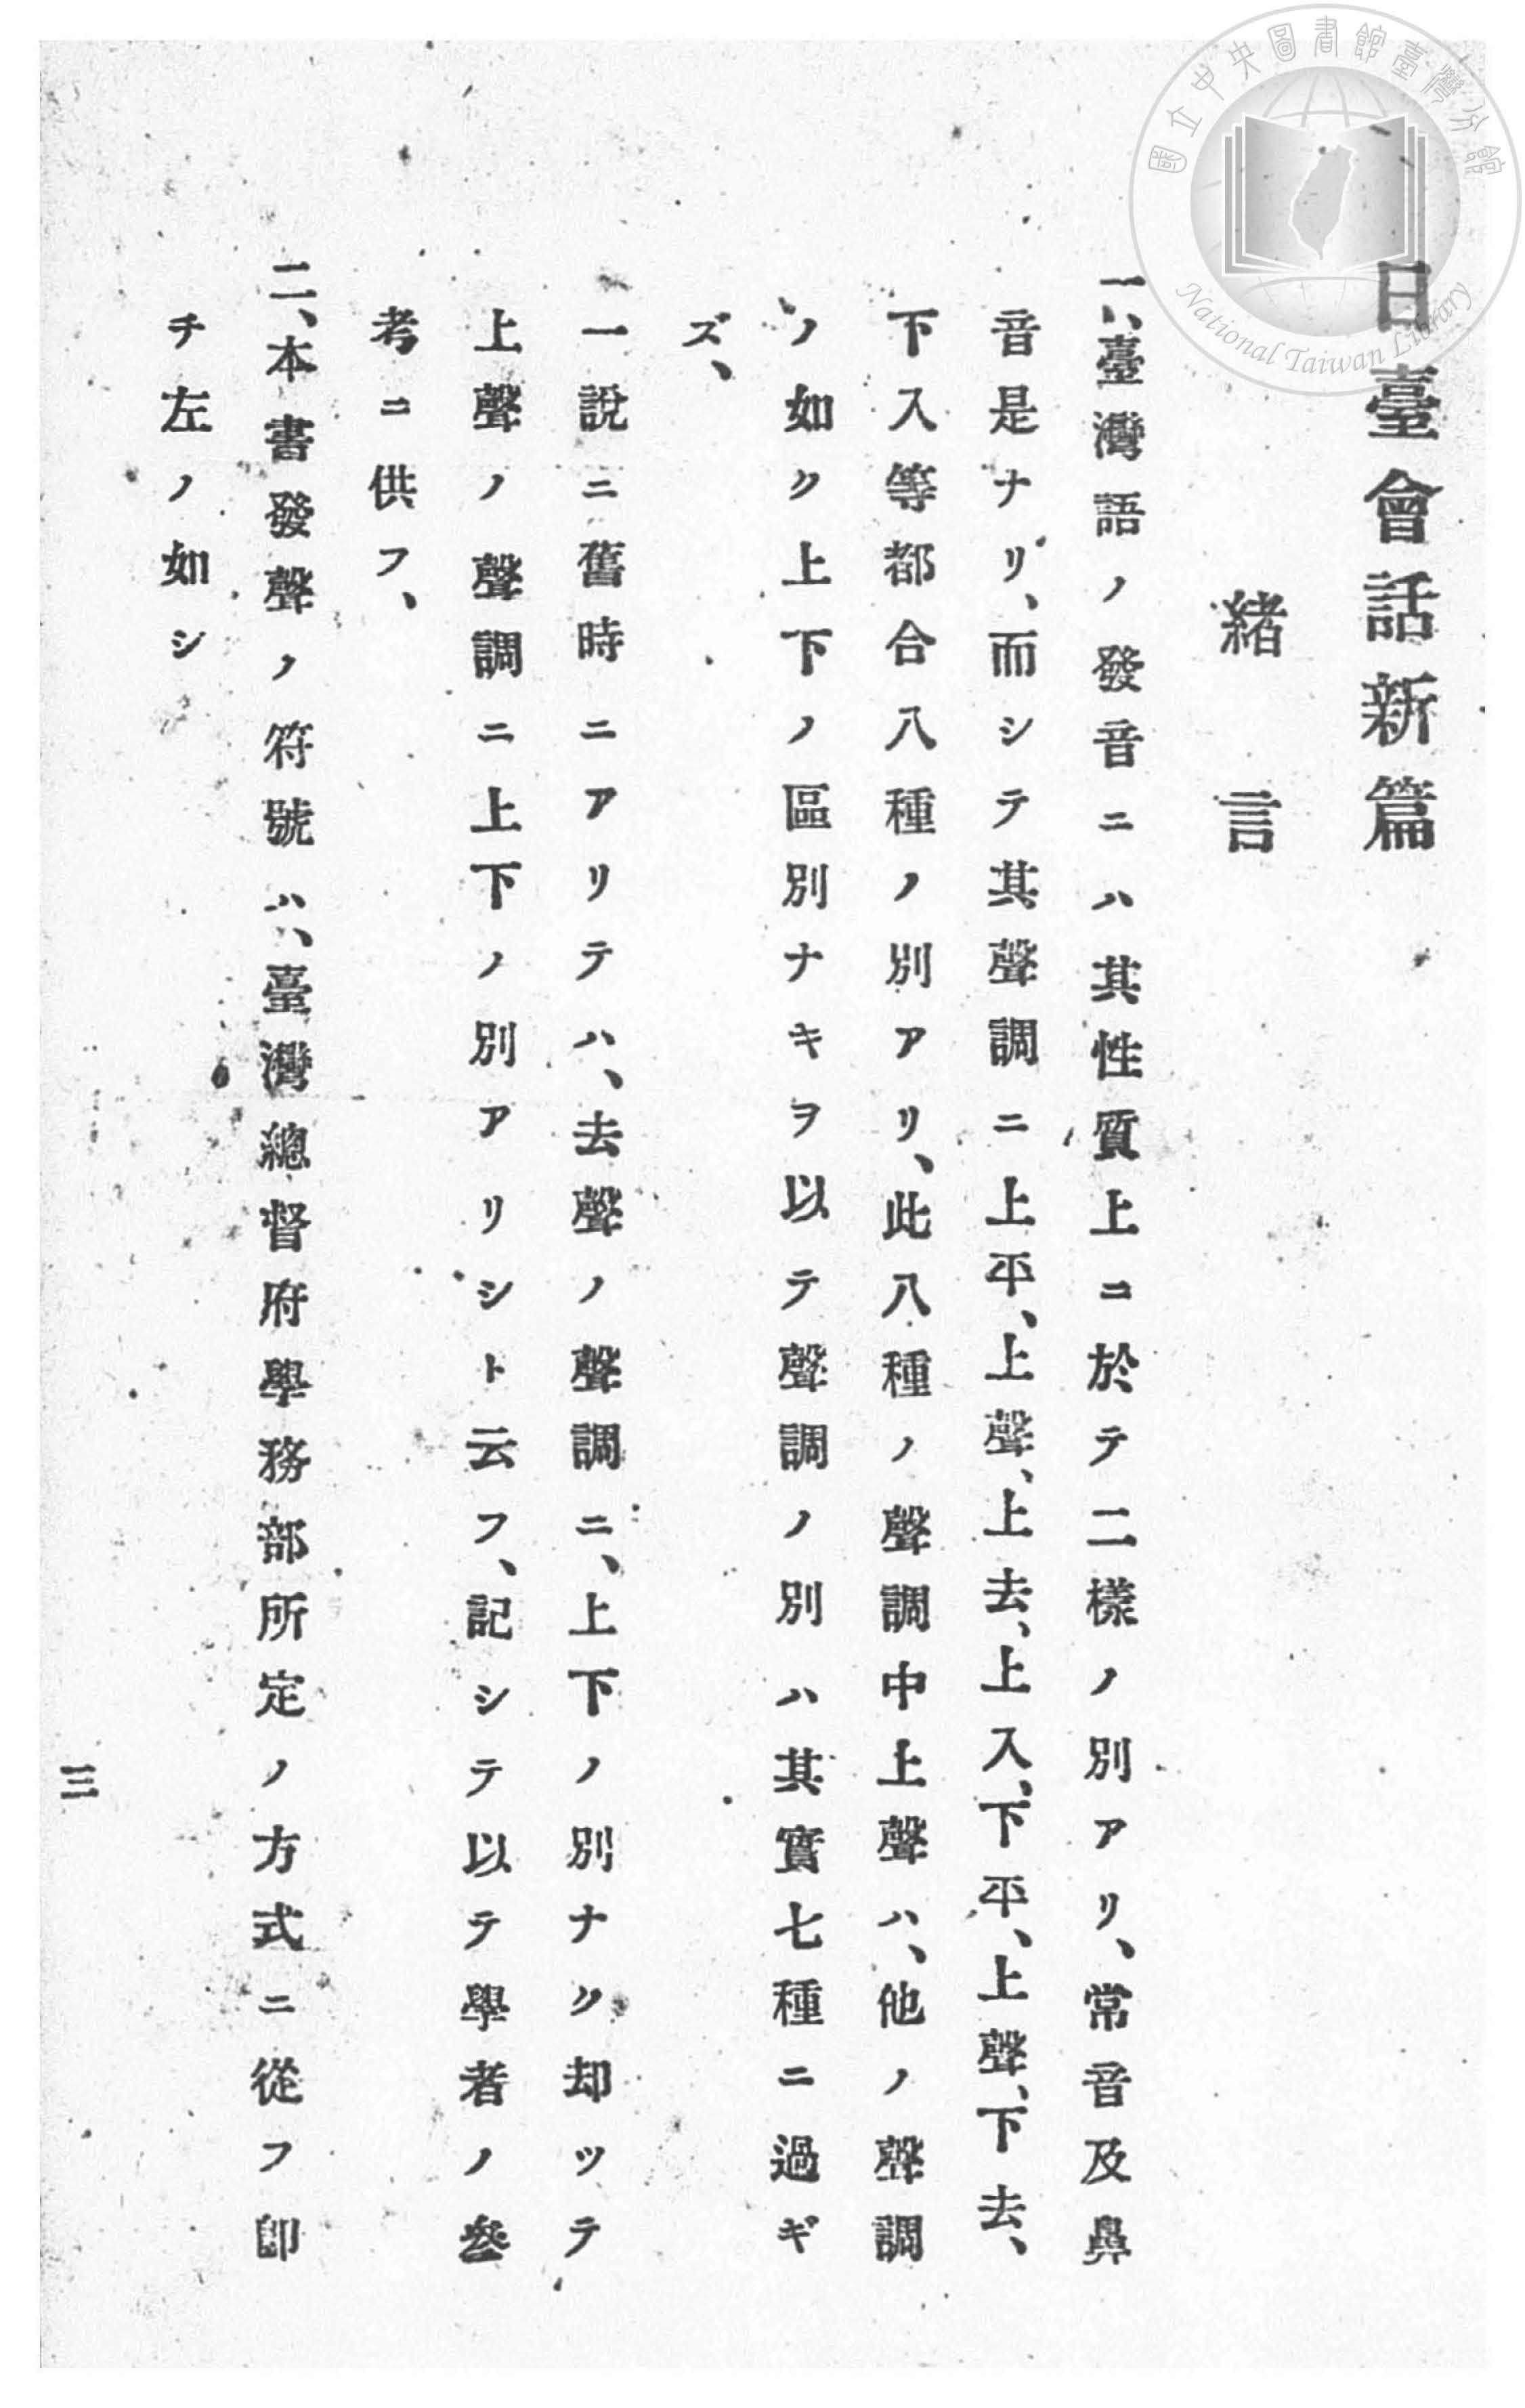 日臺會話新篇
緒言
一、臺灣語ノ發音ニハ其性質上ニ於テ二樣ノ別アリ、常音及鼻
音是ナリ、而シテ其聲調ニ上平、上聲、上去、上入、下平、上聲、下去、
下入等都合八種ノ別アリ、此八種ノ聲調中上聲ハ、他ノ聲調
ノ如ク上下ノ區別ナキヲ以テ聲調ノ別ハ其實七種ニ過ギ
ズ、
一說ニ舊時ニアリテハ、去聲ノ聲調ニ、上下ノ別ナク却ツテ
上聲ノ聲調ニ上下ノ別アリシト云フ、記シテ以テ學者ノ叅
考ニ供フ、
二、本書發聲ノ符號ハ、臺灣總督府學務部所定ノ方式ニ從フ卽
チ左ノ如シ
三
國立中央圖書館臺灣分館
National Taiwan Library